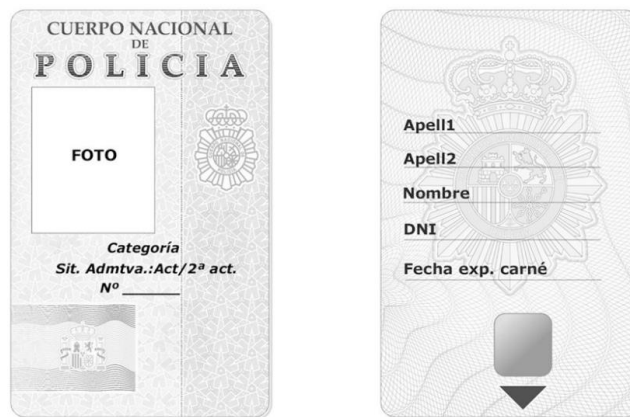 CUERPO NACIONAL
DE
POLICIA
FOTO
Categoría
Sit. Admtva.:Act/2ª act.
Nº
Apell1
Apell2
Nombre
DNI
Fecha exp. carné